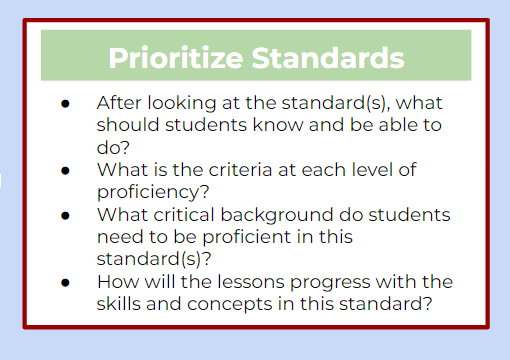 Prioritize Standards
● After looking at the standard(s), what
should students know and be able to
do?
● What is the criteria at each level of
proficiency?
● What critical background do students
need to be proficient in this
standard(s)?
● How will the lessons progress with the
skills and concepts in this standard?